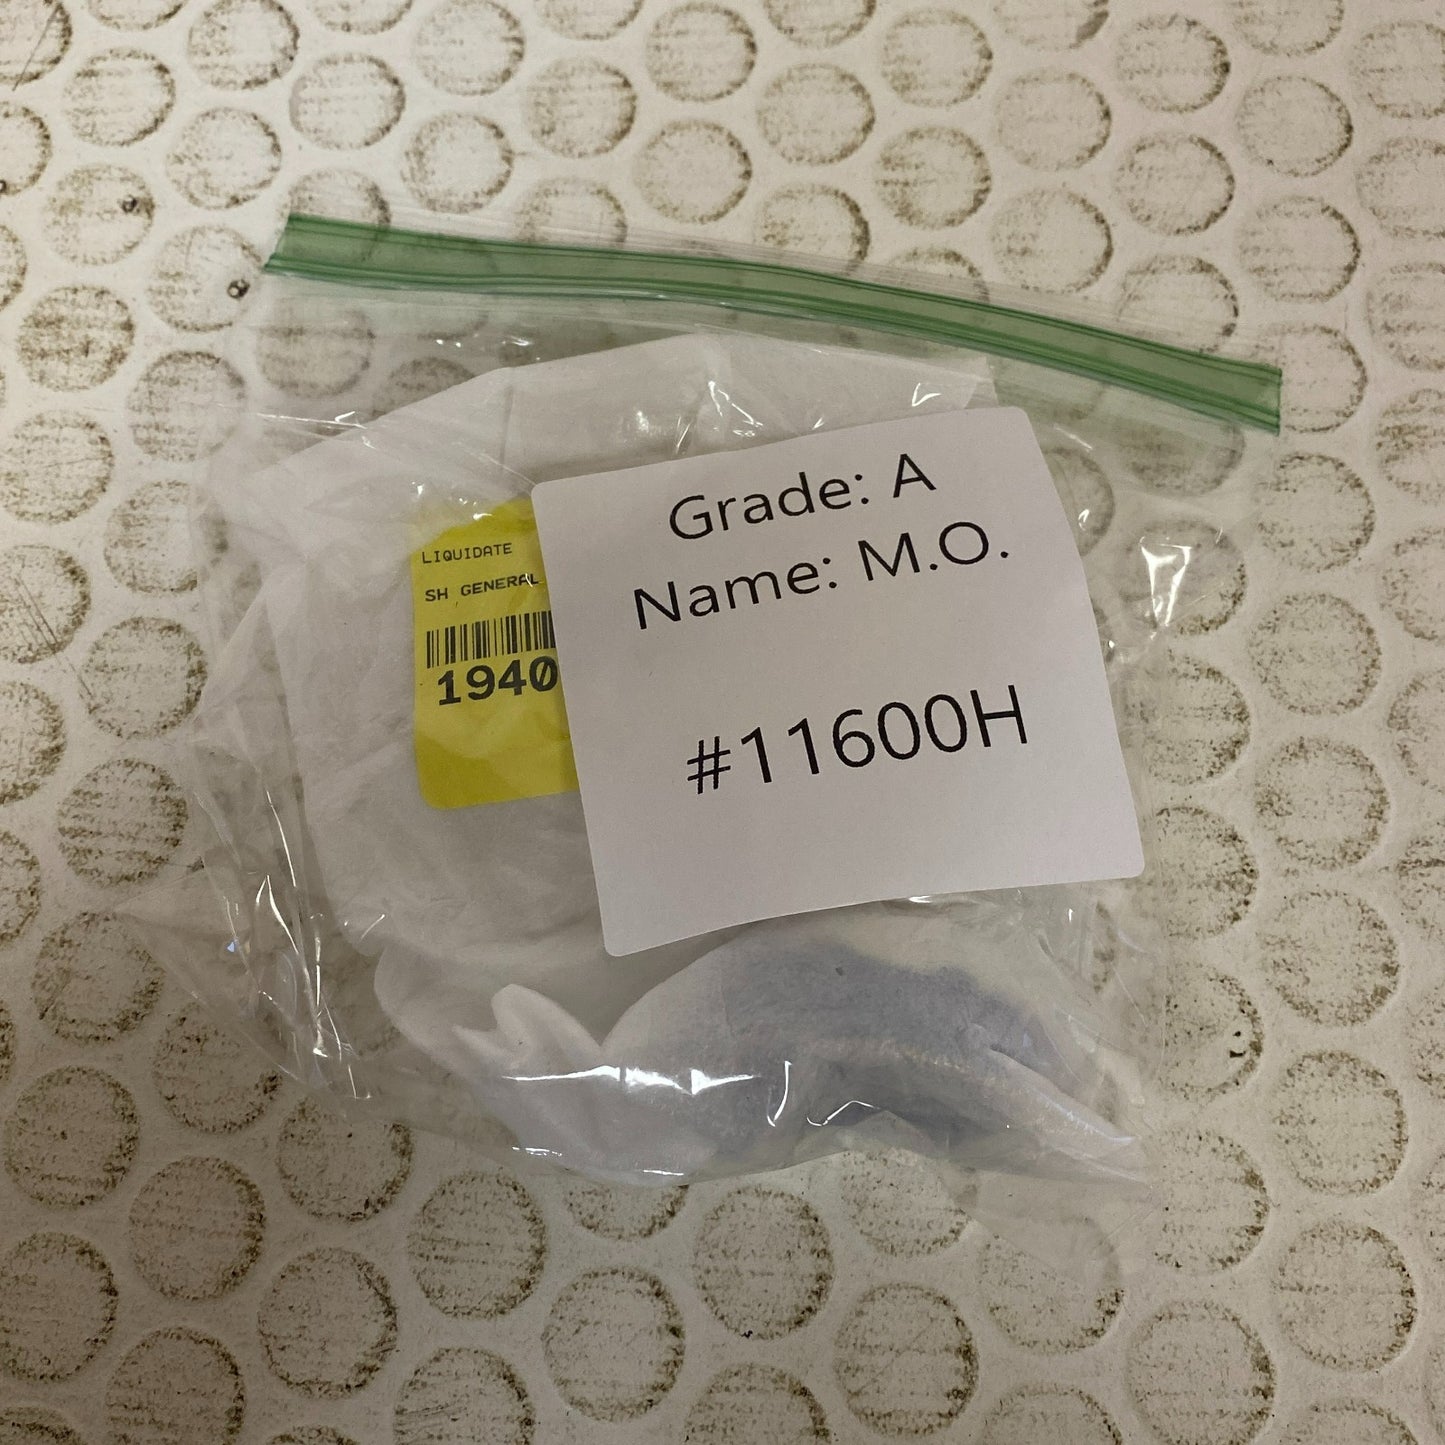 LIQUIDATE
SH GENERAL
1940
Grade: A
Name: M.O.
#11600H